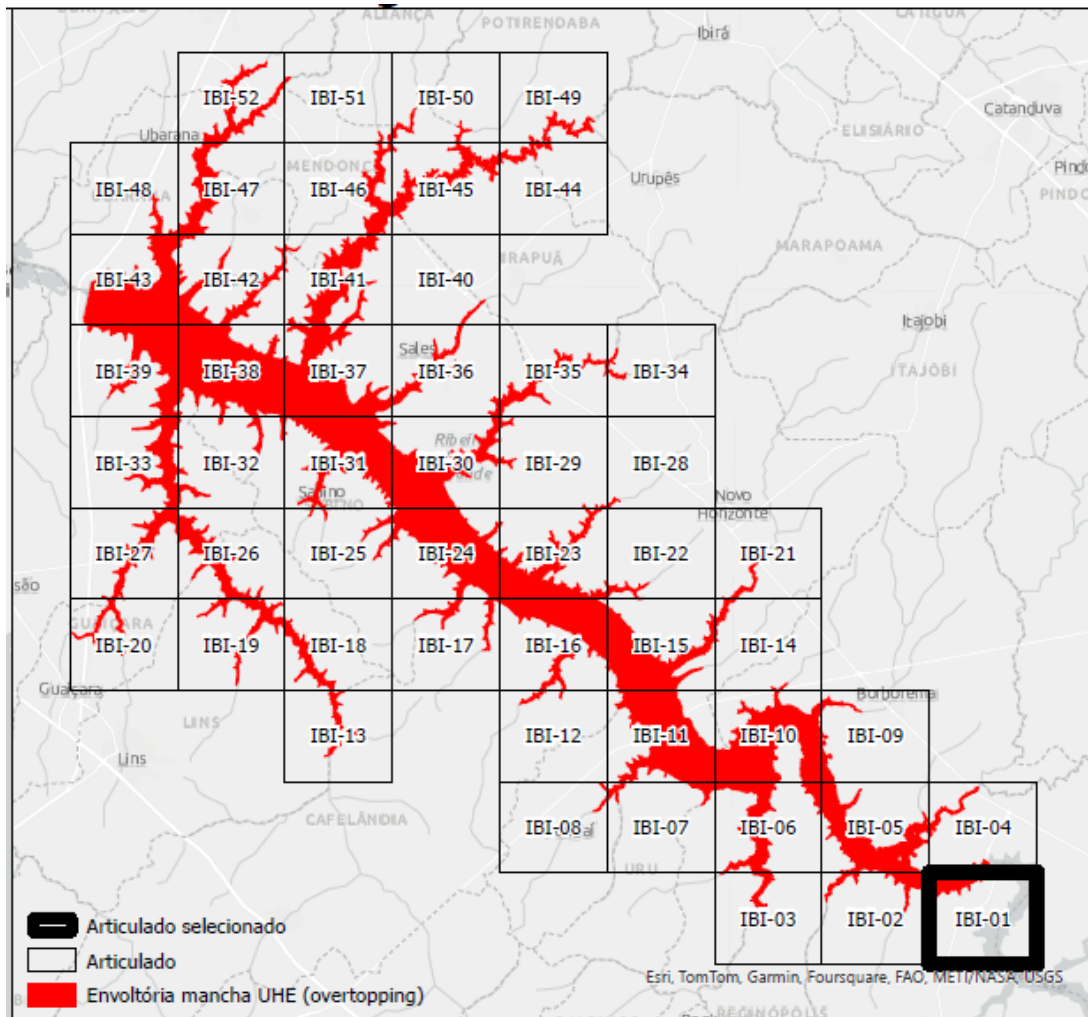 ALIANÇA
POTIRENDABA
Ibirá
CATIGUÁ
IBI-52
IBI-51
IBI-50
IBI-49
Catanduva
Ubarana
ELISIÁRIO
MENDONÇ
IBI-48
IBI-47
IBI-46
IBI-45
IBI-44
Urupês
PINDO
MARAPOAMA
IRAPUÃ
IBI-43
IBI-42
IBI-41
IBI-40
Itajobi
Sales
IBI-39
IBI-38
IBI-37
IBI-36
IBI-35
IBI-34
ITAJOBI
IBI-33
IBI-32
IBI-31
IBI-30
IBI-29
IBI-28
Sabino
Novo
Horizonte
IBI-27
IBI-26
IBI-25
IBI-24
IBI-23
IBI-22
IBI-21
são
GUAIÇARA
IBI-20
IBI-19
IBI-18
IBI-17
IBI-16
IBI-15
IBI-14
Guaiçara
Borborema
LINS
Lins
IBI-13
IBI-12
IBI-11
IBI-10
IBI-09
CAFELÂNDIA
IBI-08
IBI-07
IBI-06
IBI-05
IBI-04
URU
IBI-03
IBI-02
IBI-01
Articulado selecionado
Articulado
Envoltória mancha UHE (overtopping)
Esri, TomTom, Garmin, Foursquare, FAO, METI/NASA, USGS
REGINÓPOLIS